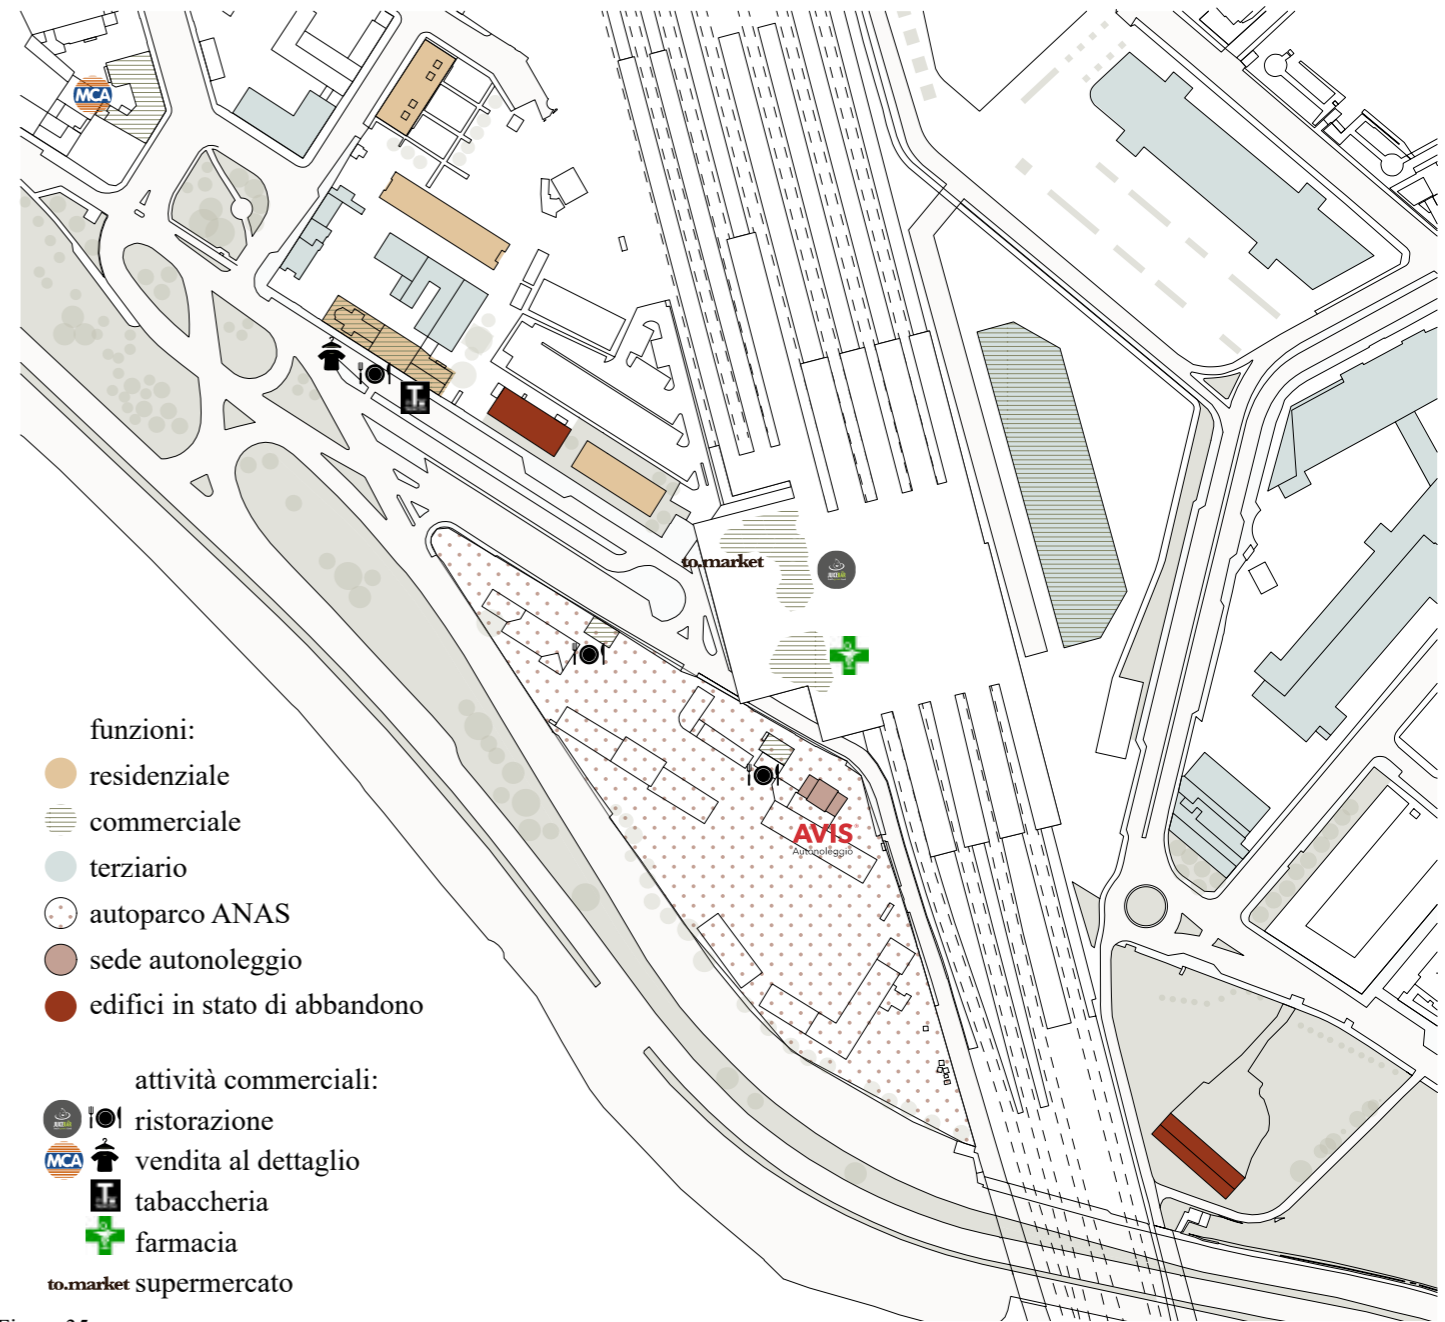 MCA
to.market
AVIS
Autonoleggio
funzioni:
residenziale
commerciale
terziario
autoparco ANAS
sede autonoleggio
edifici in stato di abbandono
attività commerciali:
ristorazione
MCA vendita al dettaglio
T tabaccheria
farmacia
to.market supermercato